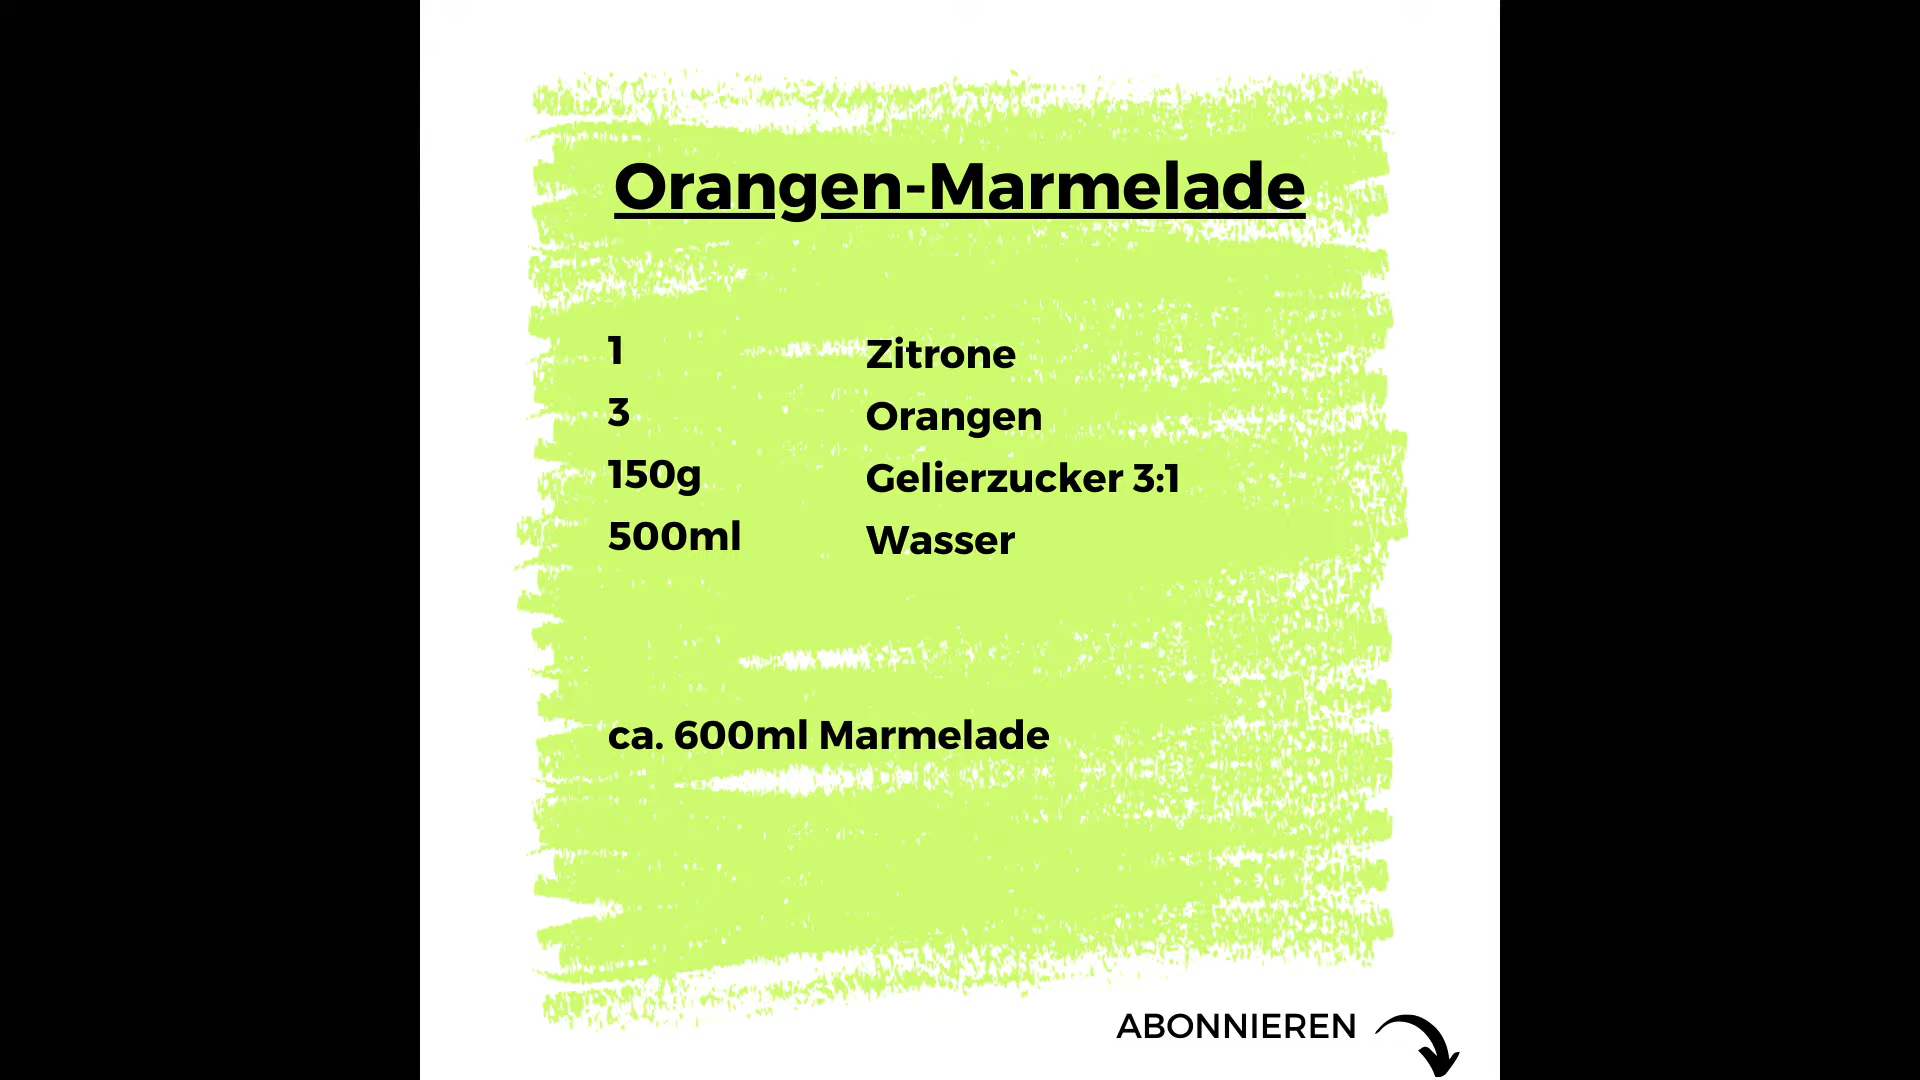 Orangen-Marmelade
1 Zitrone
3 Orangen
150g Gelierzucker 3:1
500ml Wasser
ca. 600ml Marmelade
ABONNIEREN